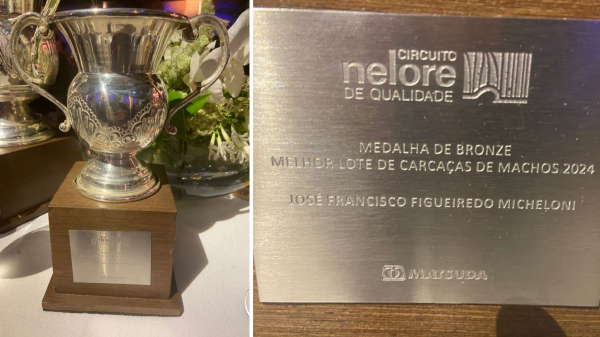 CIRCUITO
nelore
DE QUALIDADE
MEDALHA DE BRONZE
MELHOR LOTE DE CARCAÇAS DE MACHOS 2024
JOSÉ FRANCISCO FIGUEIREDO MICHELONI
MATSUDA